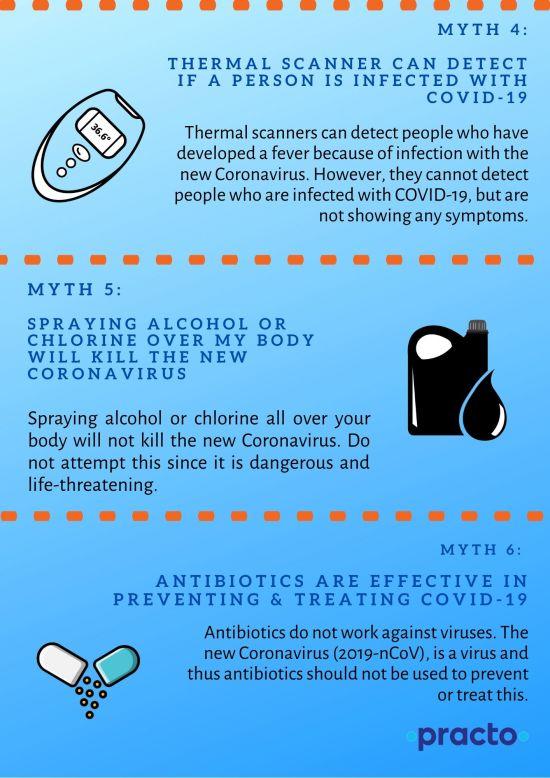 MYTH 4:
THERMAL SCANNER CAN DETECT
IF A PERSON IS INFECTED WITH
COVID-19
36.6°
Thermal scanners can detect people who have
developed a fever because of infection with the
new Coronavirus. However, they cannot detect
people who are infected with COVID-19, but are
not showing any symptoms.
MYTH 5:
SPRAYING ALCOHOL OR
CHLORINE OVER MY BODY
WILL KILL THE NEW
CORONAVIRUS
Spraying alcohol or chlorine all over your
body will not kill the new Coronavirus. Do
not attempt this since it is dangerous and
life-threatening.
MYTH 6:
ANTIBIOTICS ARE EFFECTIVE IN
PREVENTING & TREATING COVID-19
Antibiotics do not work against viruses. The
new Coronavirus (2019-nCoV), is a virus and
thus antibiotics should not be used to prevent
or treat this.
practo